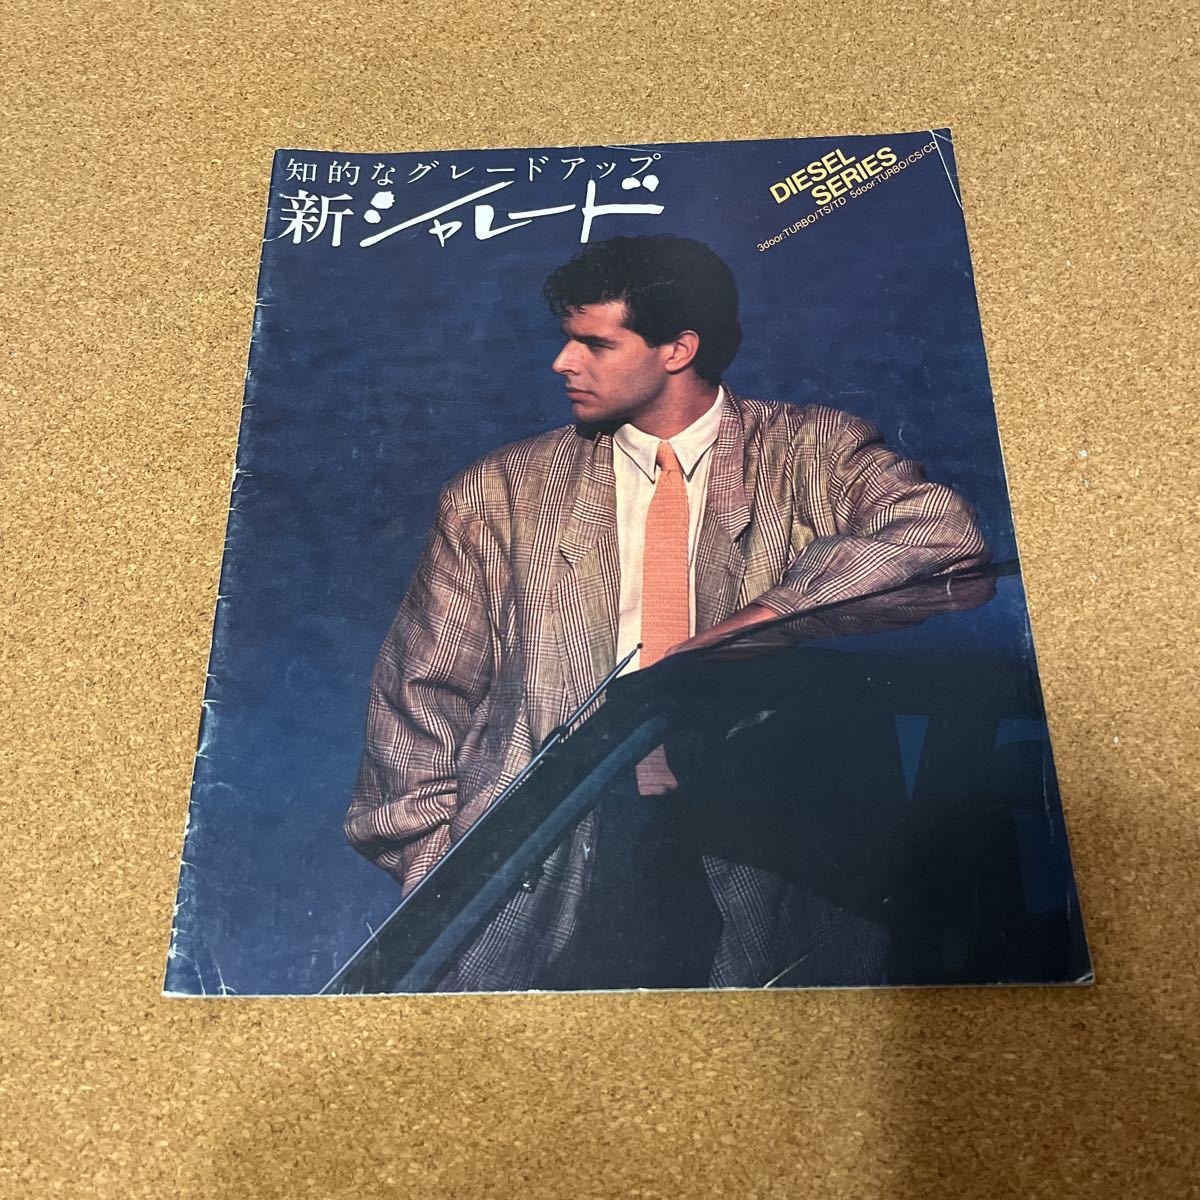 知的なグレードアップ
新シャレード
DIESEL
SERIES
3door:TURBO/TS/TD 5door:TURBO/CS/CD